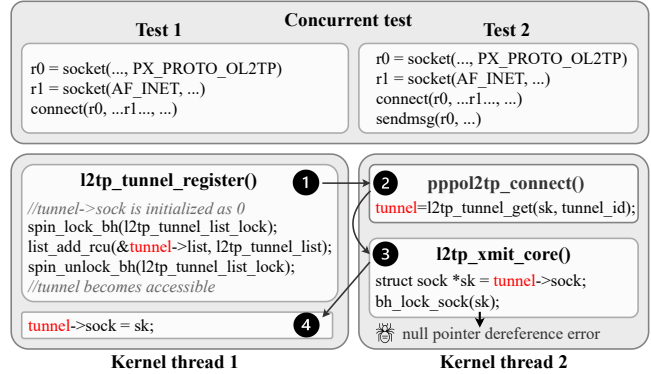 Concurrent test
Test 1
r0 = socket(..., PX_PROTO_OL2TP)
r1 = socket(AF_INET, ...)
connect(r0, ...r1..., ...)
Test 2
r0 = socket(..., PX_PROTO_OL2TP)
r1 = socket(AF_INET, ...)
connect(r0, ...r1..., ...)
sendmsg(r0, ...)
l2tp_tunnel_register()
1
//tunnel->sock is initialized as 0
spin_lock_bh(l2tp_tunnel_list_lock);
list_add_rcu(&tunnel->list, l2tp_tunnel_list);
spin_unlock_bh(l2tp_tunnel_list_lock);
//tunnel becomes accessible
tunnel->sock = sk;
4
Kernel thread 1
2
pppol2tp_connect()
tunnel=l2tp_tunnel_get(sk, tunnel_id);
3
l2tp_xmit_core()
struct sock *sk = tunnel->sock;
bh_lock_sock(sk);
null pointer dereference error
Kernel thread 2